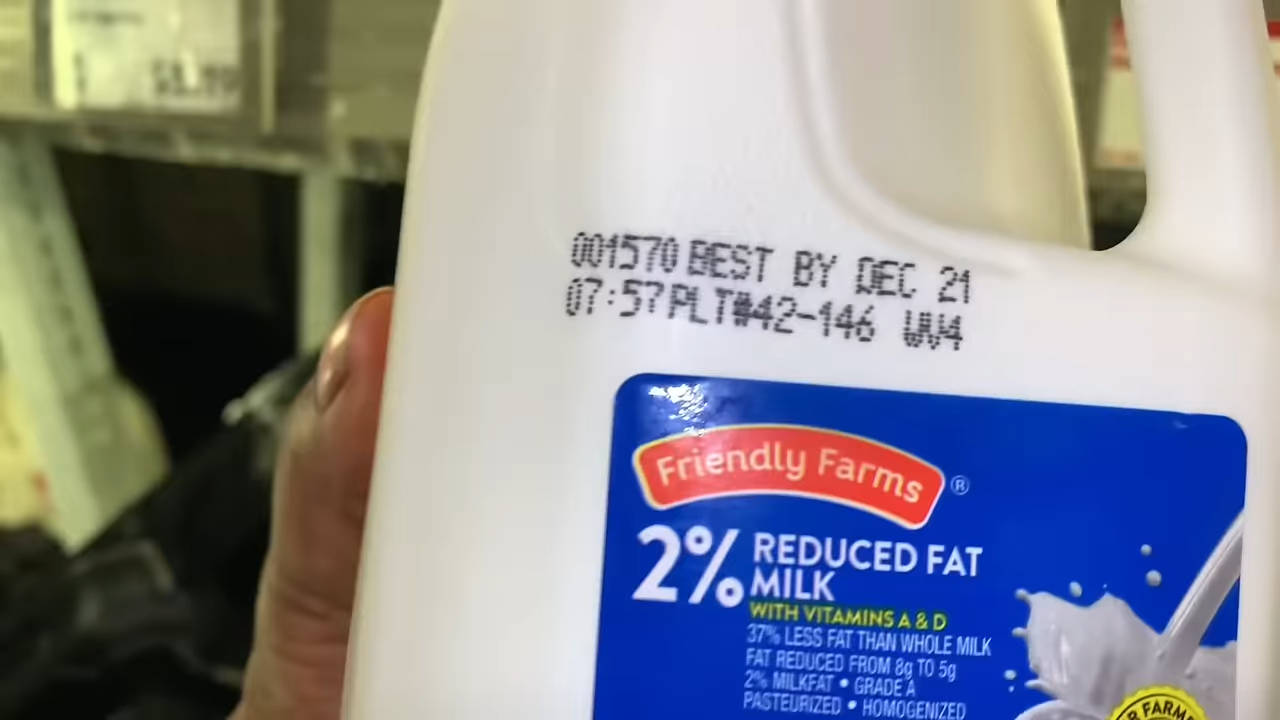 001570 BEST BY DEC 21
07:57 PLT#42-146 WV4
Friendly Farms ®
2% REDUCED FAT
MILK
WITH VITAMINS A & D
37% LESS FAT THAN WHOLE MILK
FAT REDUCED FROM 8g TO 5g
2% MILKFAT • GRADE A
PASTEURIZED • HOMOGENIZED
FARM